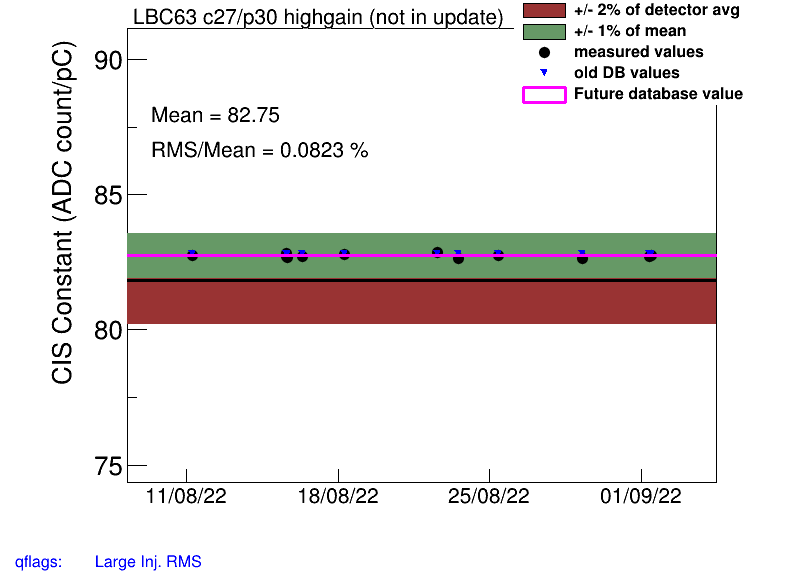 LBC63 c27/p30 highgain (not in update)
+/- 2% of detector avg
+/- 1% of mean
measured values
old DB values
Future database value
Mean = 82.75
RMS/Mean = 0.0823 %
CIS Constant (ADC count/pC)
90
85
80
75
11/08/22 18/08/22 25/08/22 01/09/22
qflags: Large Inj. RMS